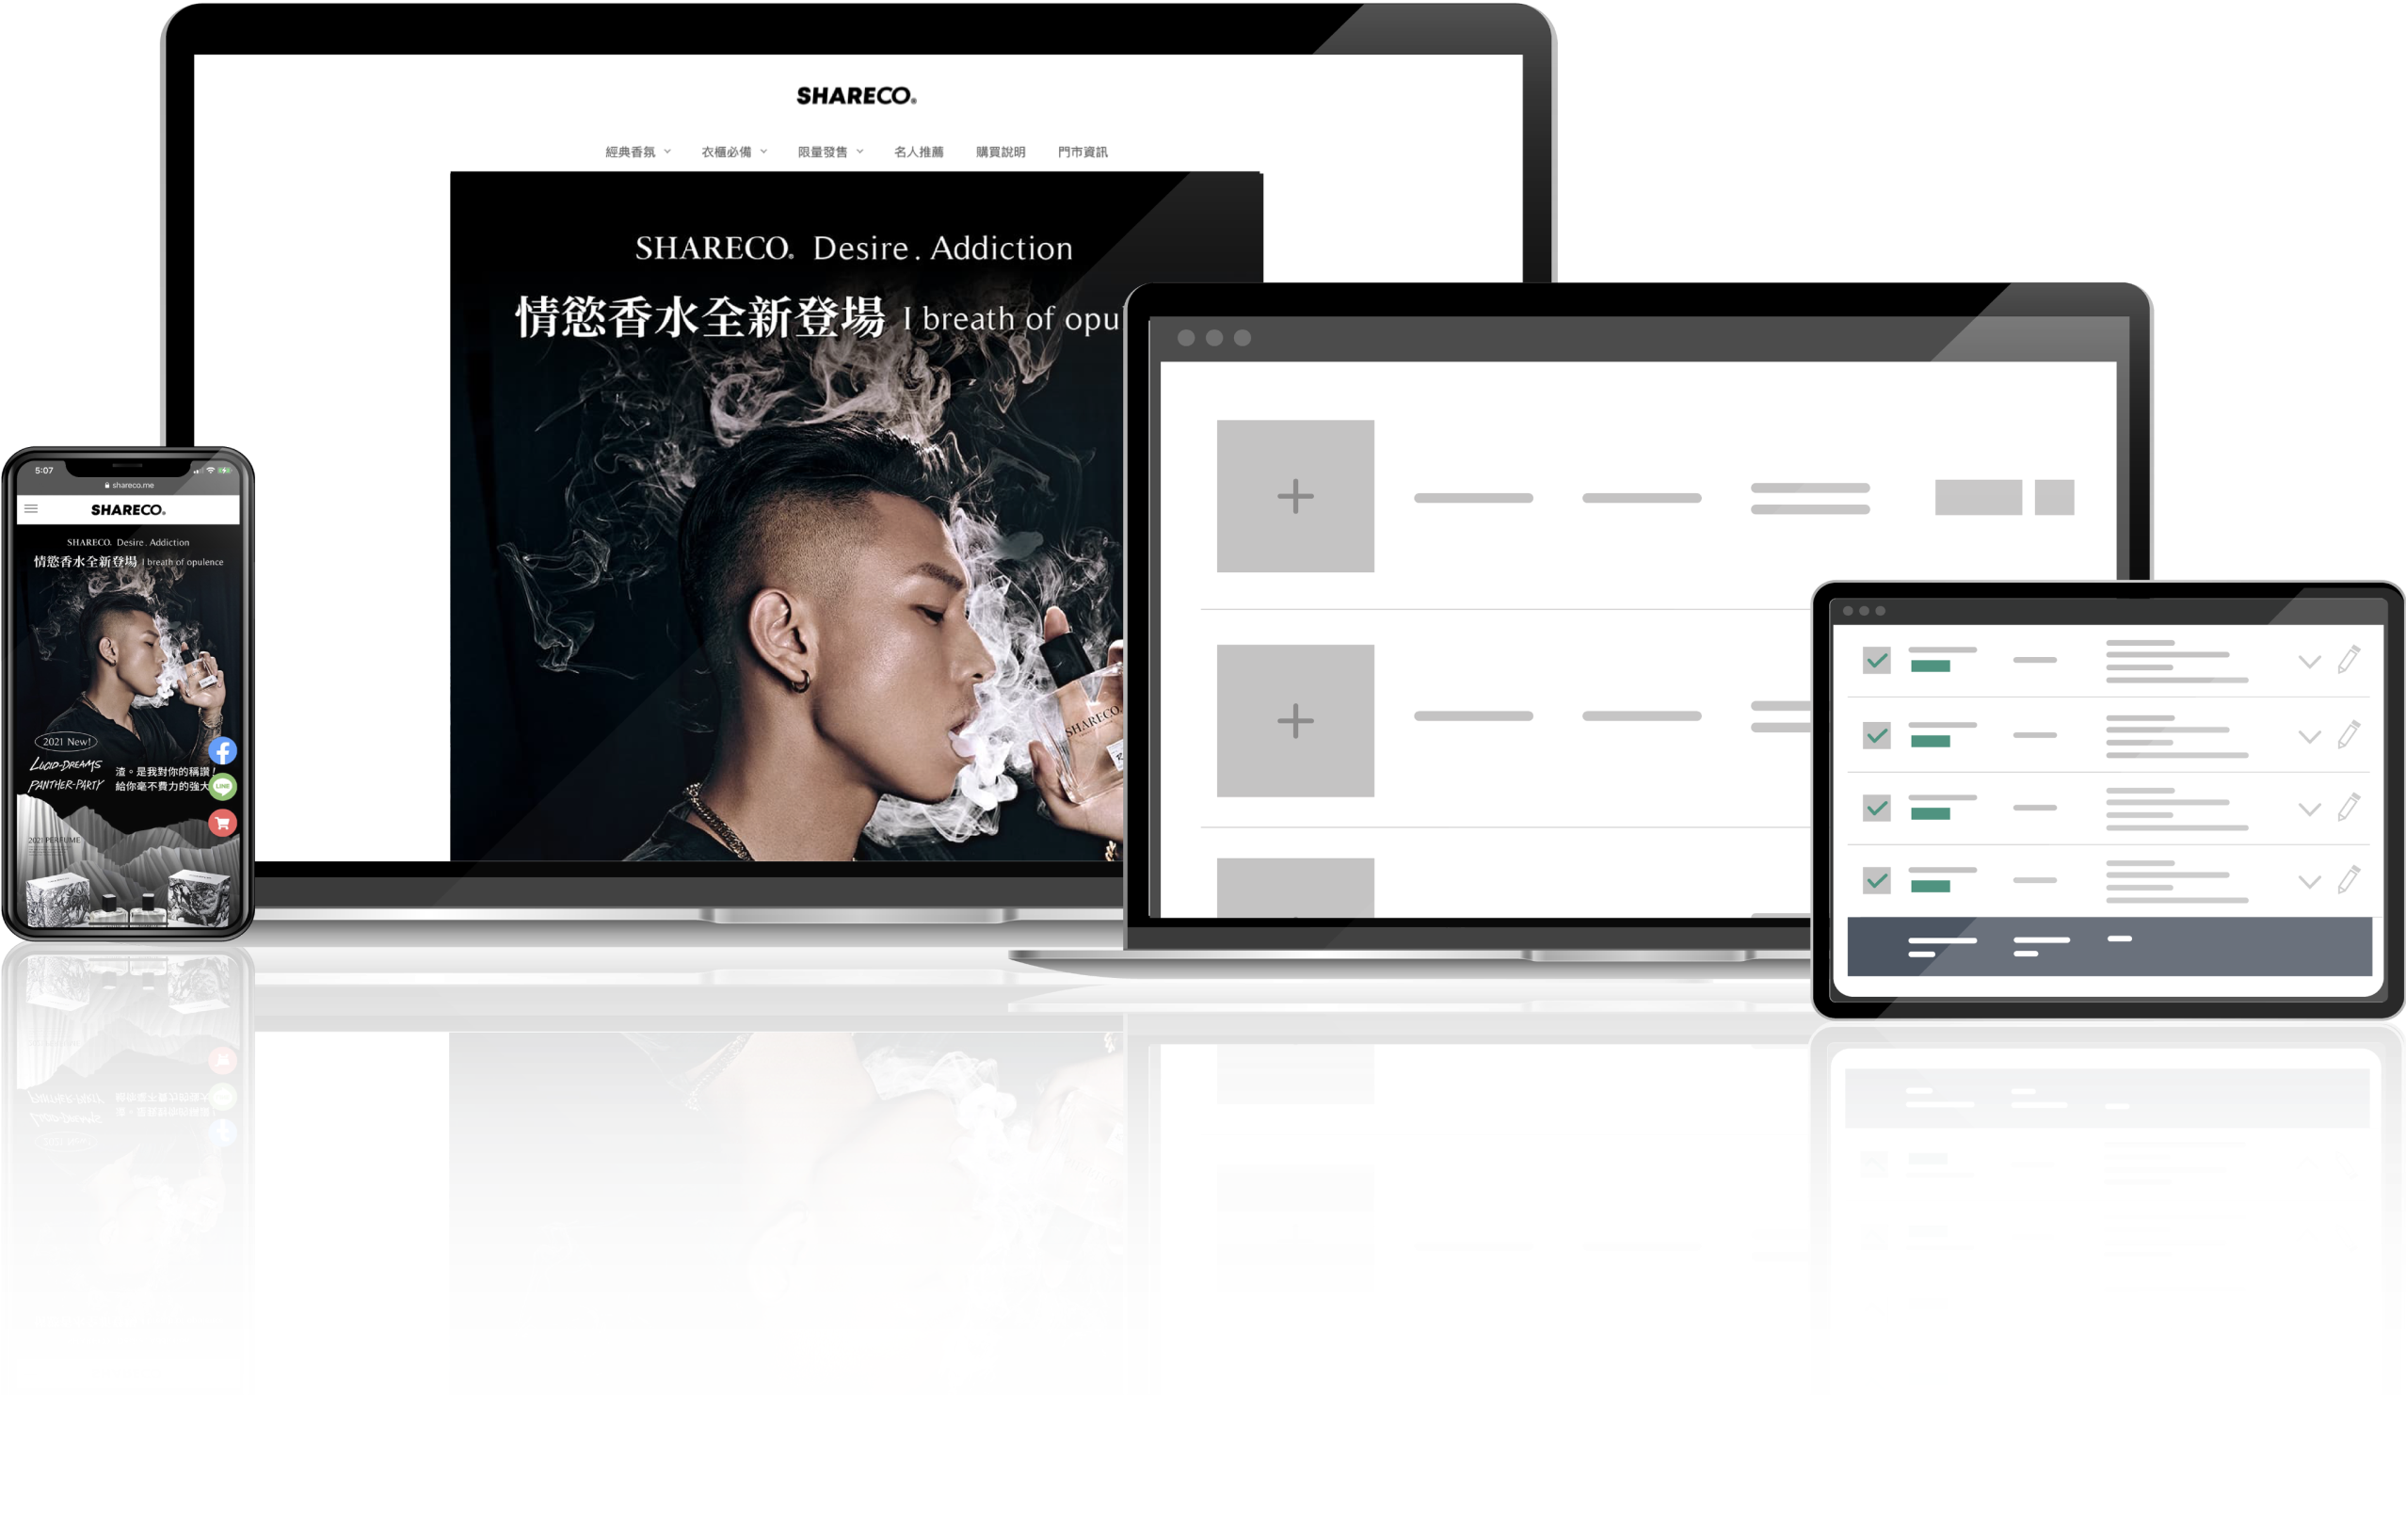 SHARECO®
經典香氛 衣櫃必備 限量發售 名人推薦 購買說明 門市資訊
SHARECO® Desire . Addiction
情慾香水全新登場 I breath of opu
SHARECO.
5:07
shareco.me
SHARECO®
SHARECO. Desire . Addiction
情慾香水全新登場 I breath of opulence
2021 New!
LUCID-DREAMS
PANTHER-PARTY
渣。是我對你的稱讚!
給你毫不費力的強大
LINE
2021 PERFUME